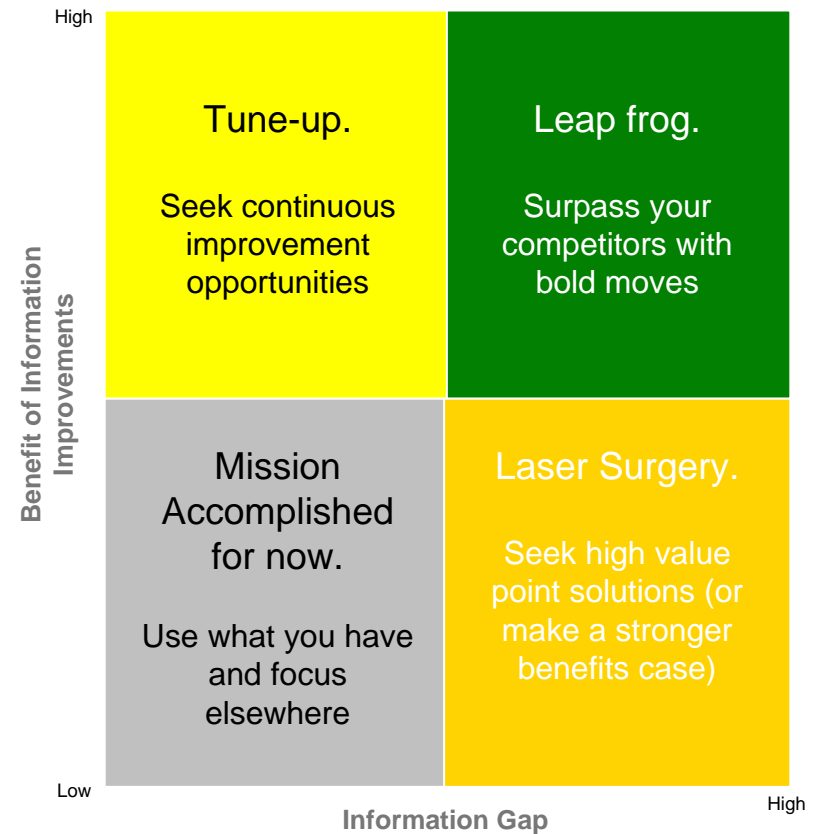 High
Tune-up.
Seek continuous
improvement
opportunities
Leap frog.
Surpass your
competitors with
bold moves
Benefit of Information
Improvements
Mission
Accomplished
for now.
Use what you have
and focus
elsewhere
Laser Surgery.
Seek high value
point solutions (or
make a stronger
benefits case)
Low
Information Gap
High